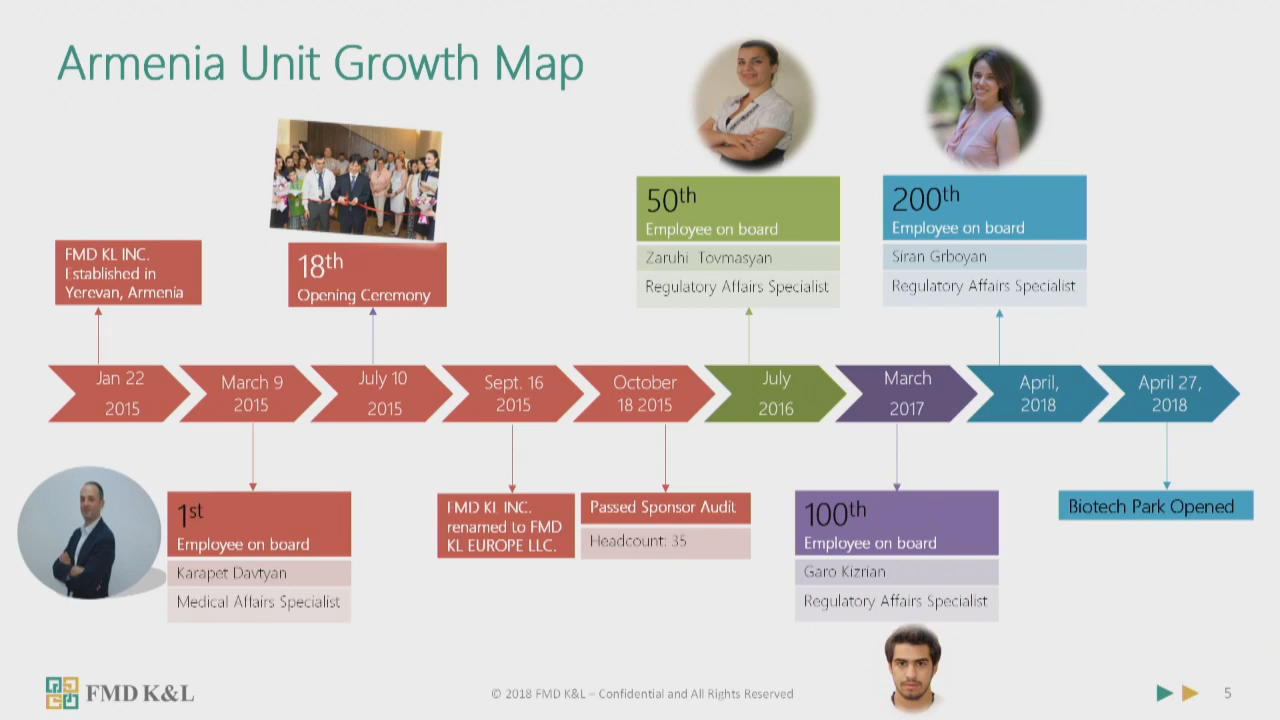 Armenia Unit Growth Map
50th
Employee on board
Zaruhi Tovmasyan
Regulatory Affairs Specialist
200th
Employee on board
Siran Grboyan
Regulatory Affairs Specialist
FMD KL INC.
Established in
Yerevan, Armenia
18th
Opening Ceremony
Jan 22
2015
March 9
2015
July 10
2015
Sept. 16
2015
October
18 2015
July
2016
March
2017
April,
2018
April 27,
2018
1st
Employee on board
Karapet Davtyan
Medical Affairs Specialist
FMD KL INC.
renamed to FMD
KL EUROPE LLC.
Passed Sponsor Audit
Headcount: 35
100th
Employee on board
Garo Kizrian
Regulatory Affairs Specialist
Biotech Park Opened
FMD K&L
© 2018 FMD K&L – Confidential and All Rights Reserved
5